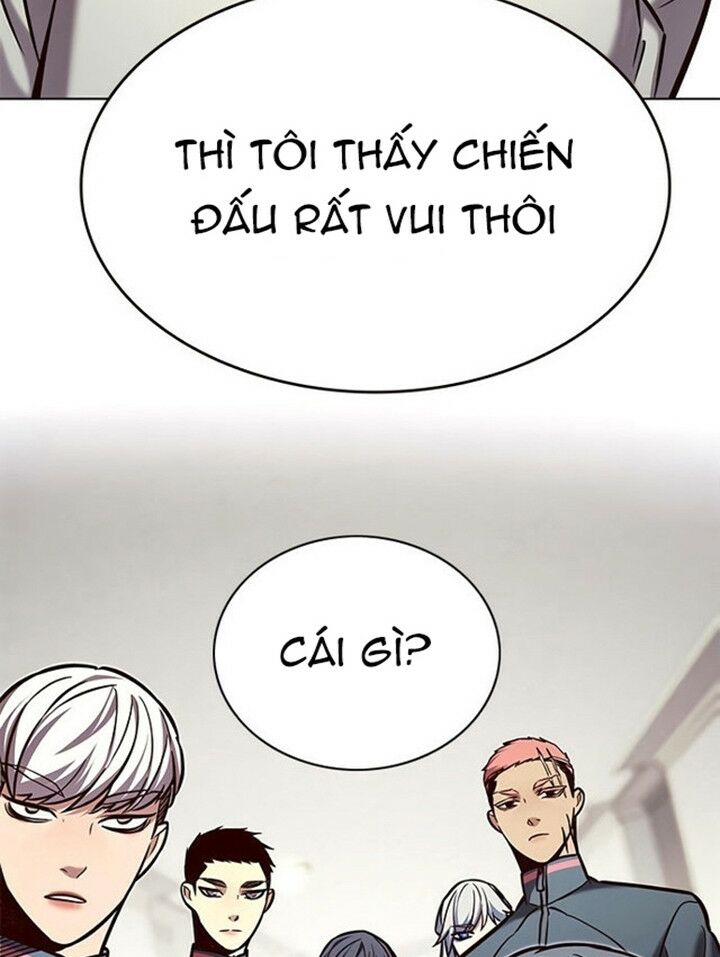 THÌ TÔI THẤY CHIẾN
ĐẤU RẤT VUI THÔI
CÁI GÌ?